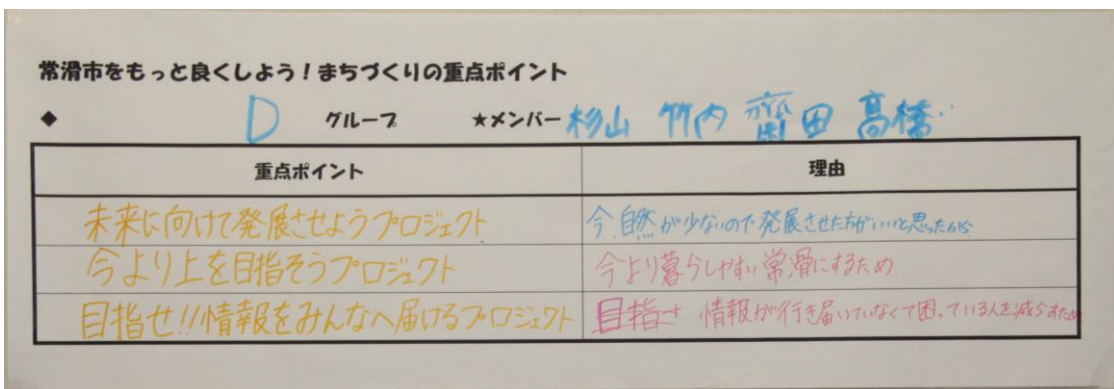 常滑市をもっと良くしよう！まちづくりの重点ポイント
◆ D グループ ★メンバー 杉山 竹内 齋田 高橋
重点ポイント 理由
未来に向けて発展させようプロジェクト 今、自然が少ないので発展させた方がいいと思ったから
今より上を目指そうプロジェクト 今より暮らしやすい常滑にするため
目指せ!!情報をみんなへ届けるプロジェクト 目指せ 情報が行き届いていなくて困っている人を減らすため